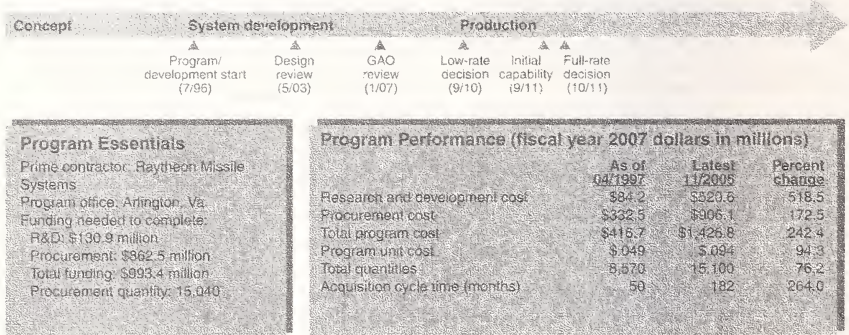 Concept System development Production
Program/ development start (7/96)
Design review (5/03)
GAO review (1/07)
Low-rate decision (9/10)
Initial capability (9/11)
Full-rate decision (10/11)
Program Essentials
Prime contractor: Raytheon Missile
Systems
Program office: Arlington, Va.
Funding needed to complete:
R&D: $130.9 million
Procurement: $862.5 million
Total funding: $993.4 million
Procurement quantity: 15,040
Program Performance (fiscal year 2007 dollars in millions)
As of 04/1997 Latest 11/2005 Percent change
Research and development cost $84.2 $520.6 518.5
Procurement cost $332.5 $906.1 172.5
Total program cost $416.7 $1,426.8 242.4
Program unit cost $.049 $.094 94.3
Total quantities 8,570 15,100 76.2
Acquisition cycle time (months) 50 182 264.0